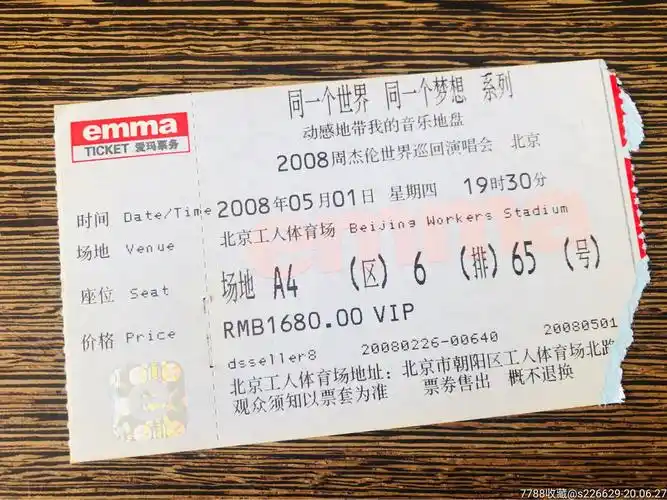 同一个世界 同一个梦想 系列
动感地带我的音乐地盘
2008周杰伦世界巡回演唱会 北京
emma
TICKET 爱玛票务
时间 Date/Time 2008年05月01日 星期四 19时30分
场地 Venue 北京工人体育场 Beijing Workers Stadium
座位 Seat 场地 A4 (区) 6 (排) 65 (号)
价格 Price RMB1680.00 VIP
dsseller8 20080226-00640 20080501
北京工人体育场地址: 北京市朝阳区工人体育场北路
观众须知以票套为准 票券售出 概不退换
emma
7788收藏@s226629·20.06.27